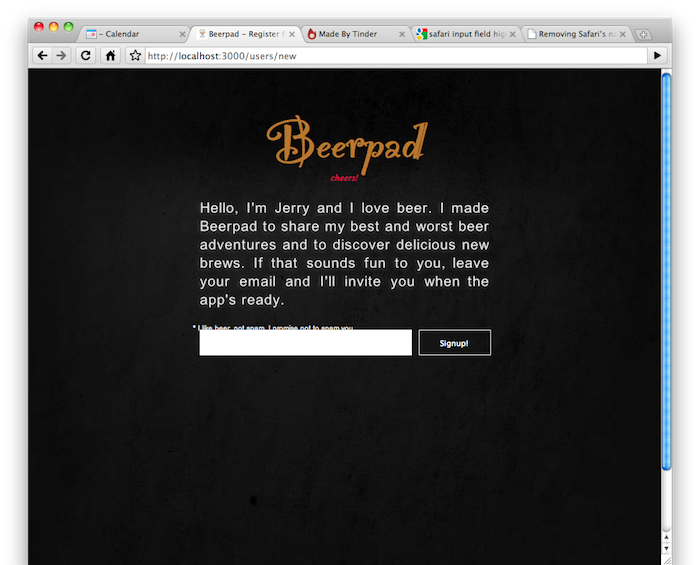 – Calendar
Beerpad – Register f
Made By Tinder
safari input field hig
Removing Safari's na
http://localhost:3000/users/new
Beerpad
cheers!
Hello, I'm Jerry and I love beer. I made
Beerpad to share my best and worst beer
adventures and to discover delicious new
brews. If that sounds fun to you, leave
your email and I'll invite you when the
app's ready.
* I like beer, not spam. I promise not to spam you.
Signup!